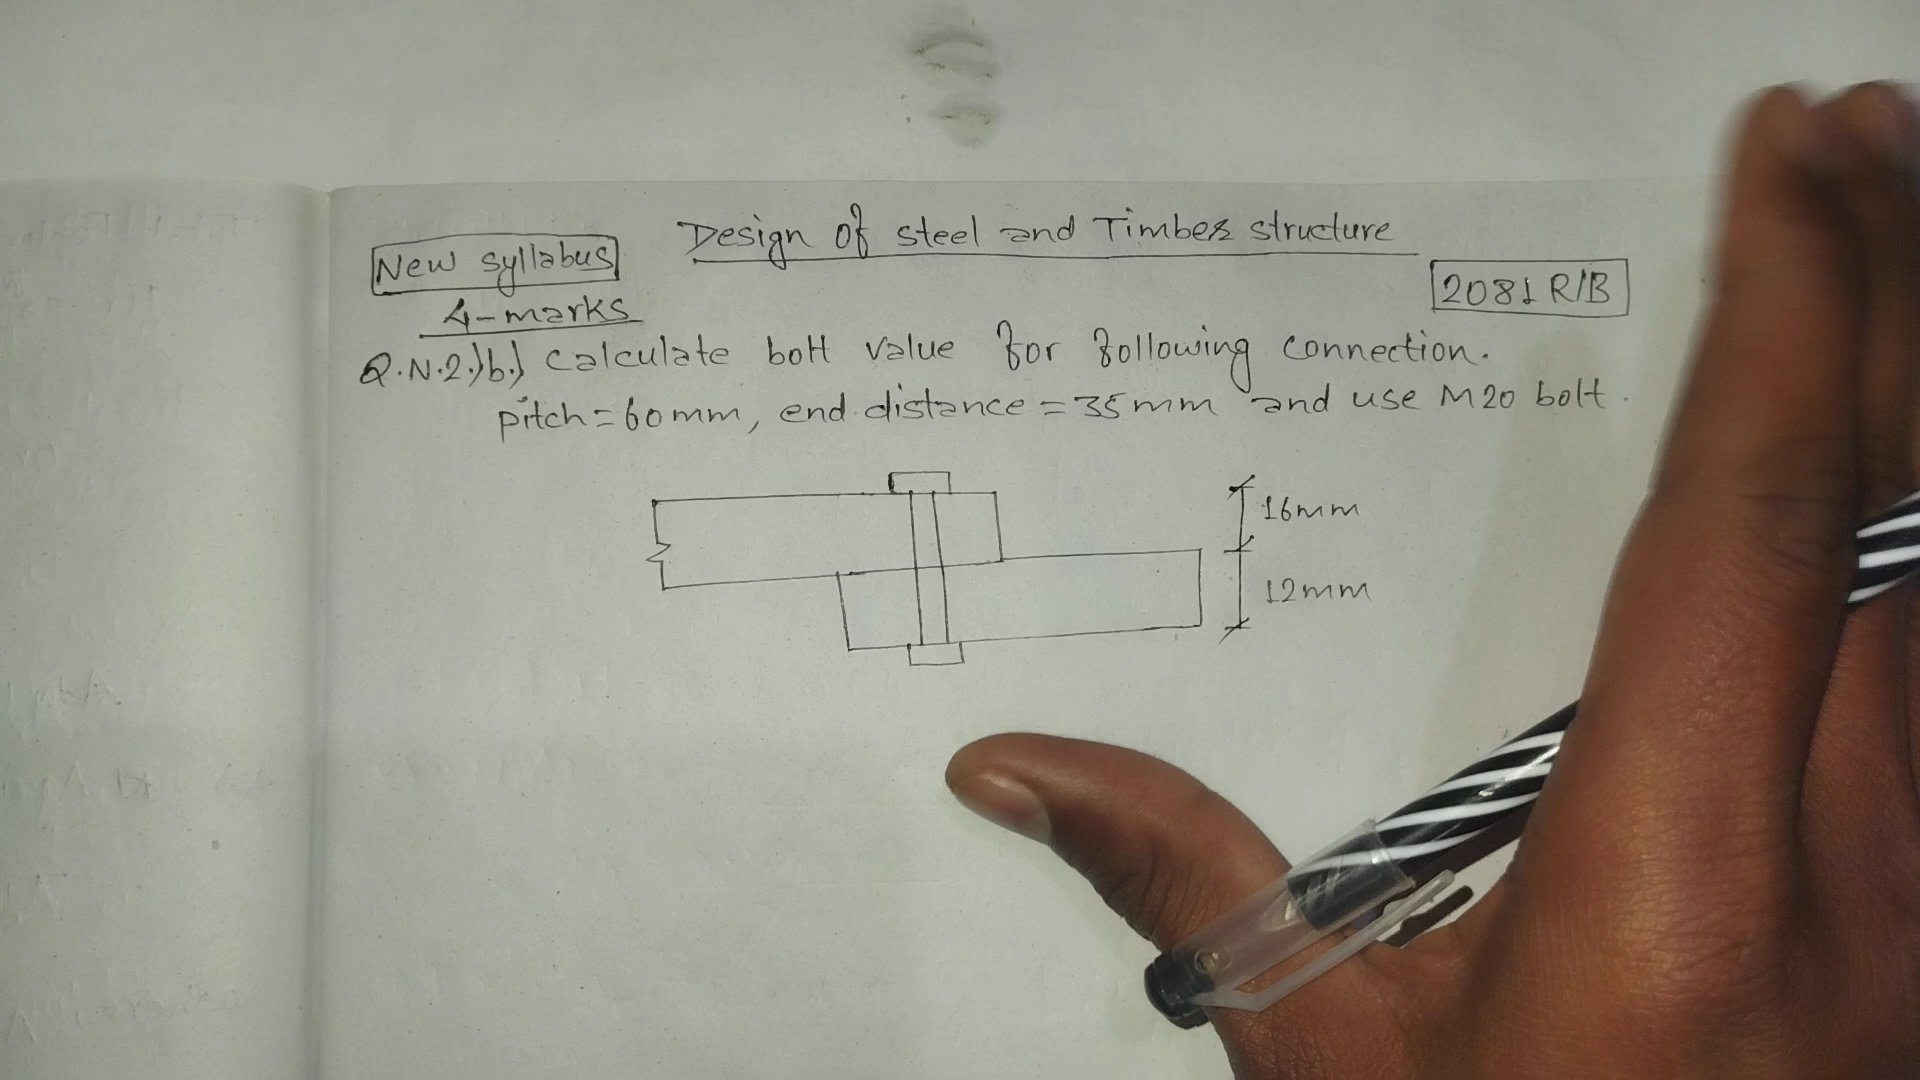 Design of steel and Timber structure
New syllabus
2081 R/B
4-marks
Q.N.2.)b.) Calculate bolt value for following connection.
pitch=60mm, end distance=35mm and use M20 bolt.
16mm
12mm